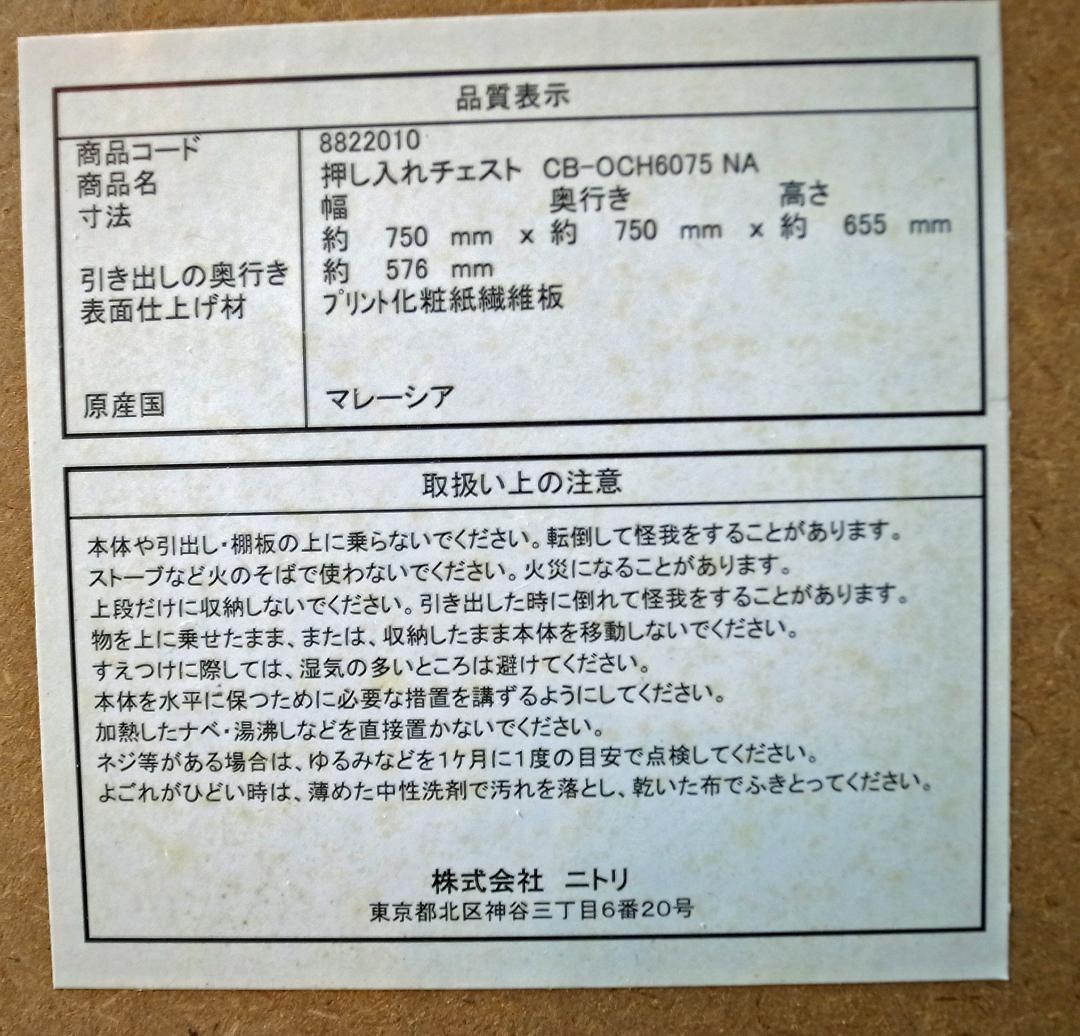 品質表示
商品コード 8822010
商品名 押し入れチェスト CB-OCH6075 NA
寸法 幅 奥行き 高さ
約 750 mm x 約 750 mm x 約 655 mm
引き出しの奥行き 約 576 mm
表面仕上げ材 プリント化粧紙繊維板
原産国 マレーシア
取扱い上の注意
本体や引出し・棚板の上に乗らないでください。転倒して怪我をすることがあります。
ストーブなど火のそばで使わないでください。火災になることがあります。
上段だけに収納しないでください。引き出した時に倒れて怪我をすることがあります。
物を上に乗せたまま、または、収納したまま本体を移動しないでください。
すえつけに際しては、湿気の多いところは避けてください。
本体を水平に保つために必要な措置を講ずるようにしてください。
加熱したナベ・湯沸しなどを直接置かないでください。
ネジ等がある場合は、ゆるみなどを1ケ月に1度の目安で点検してください。
よごれがひどい時は、薄めた中性洗剤で汚れを落とし、乾いた布でふきとってください。
株式会社 ニトリ
東京都北区神谷三丁目6番20号